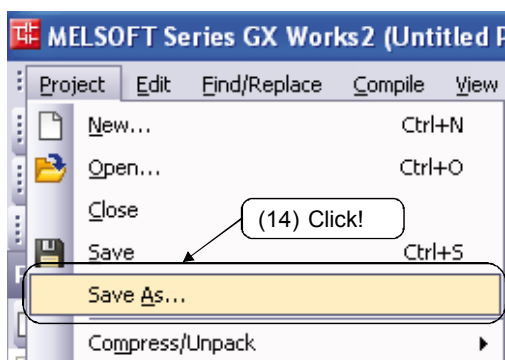 MELSOFT Series GX Works2 (Untitled P
Project Edit Find/Replace Compile View
New... Ctrl+N
Open... Ctrl+O
Close
(14) Click!
Save Ctrl+S
Save As...
Compress/Unpack